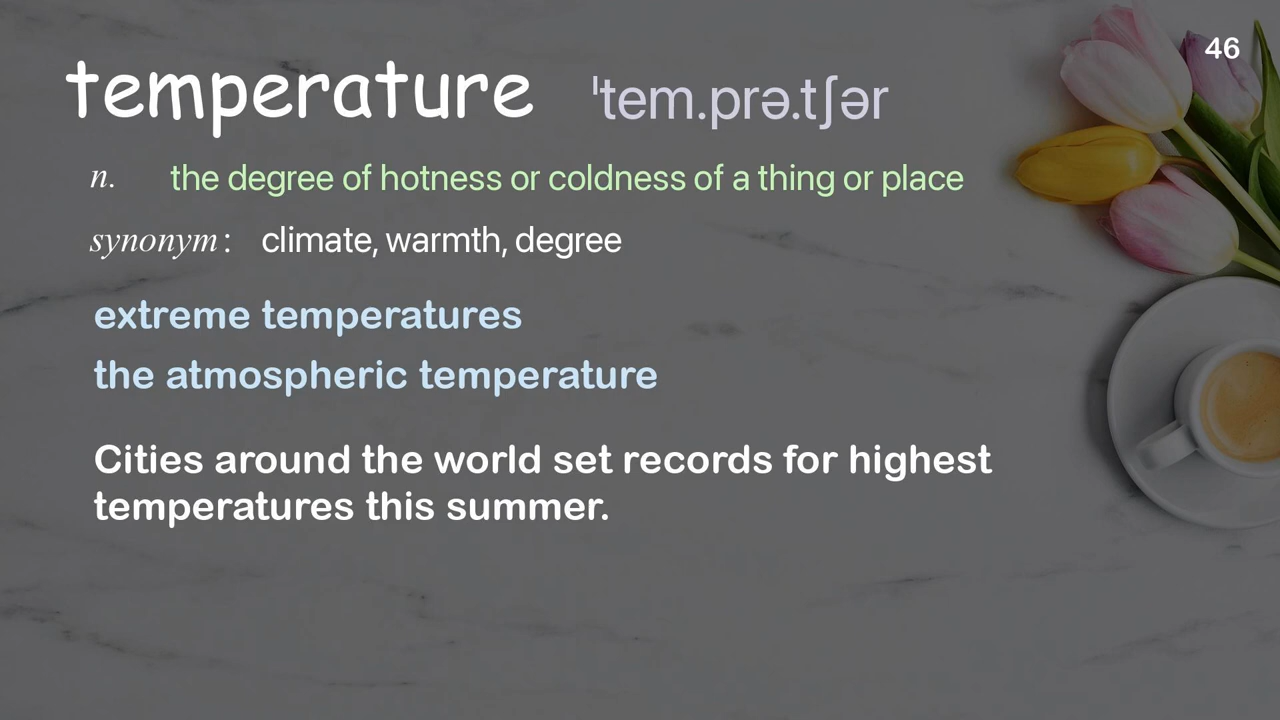 46
temperature ˈtem.prə.tʃər
n. the degree of hotness or coldness of a thing or place
synonym: climate, warmth, degree
extreme temperatures
the atmospheric temperature
Cities around the world set records for highest
temperatures this summer.